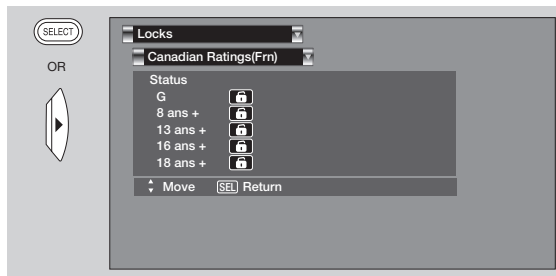 SELECT
OR
Locks
Canadian Ratings(Frn)
Status
G
8 ans +
13 ans +
16 ans +
18 ans +
Move SEL Return